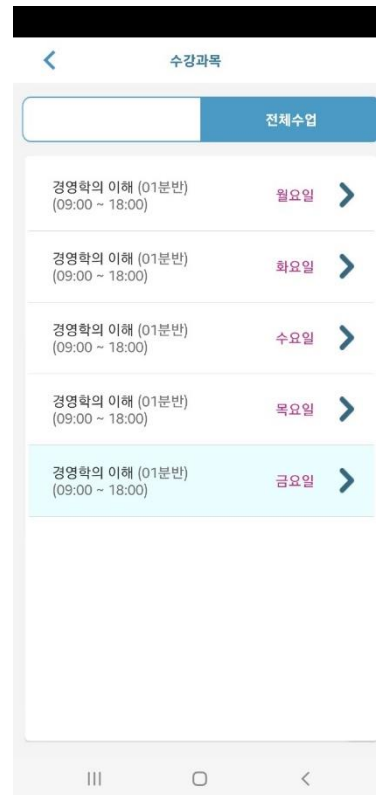 수강과목
전체수업
경영학의 이해 (01분반)
(09:00 ~ 18:00)
월요일
경영학의 이해 (01분반)
(09:00 ~ 18:00)
화요일
경영학의 이해 (01분반)
(09:00 ~ 18:00)
수요일
경영학의 이해 (01분반)
(09:00 ~ 18:00)
목요일
경영학의 이해 (01분반)
(09:00 ~ 18:00)
금요일